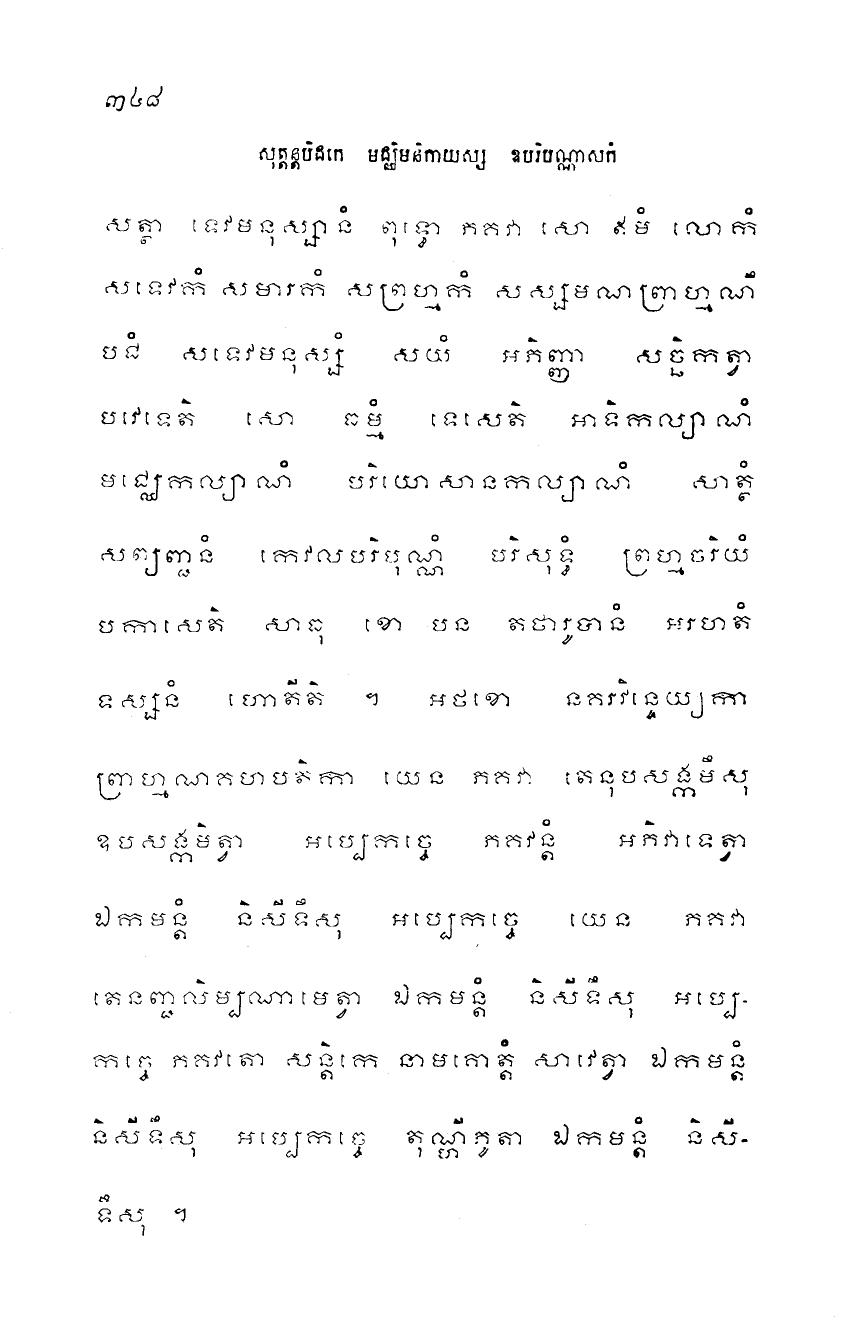 ៣៤៨
សុត្តន្តបិដកេ មជ្ឈិមនិកាយស្ស ឧបរិបណ្ណាសកំ
សត្ថា ទេវមនុស្សានំ ពុទ្ធោ ភគវា សោ ឥមំ លោកំ
សទេវកំ សមារកំ សព្រហ្មកំ សស្សមណព្រាហ្មណឹ
បជំ សទេវមនុស្សំ សយំ អភិញ្ញា សច្ឆិកត្វា
បវេទេតិ សោ ធម្មំ ទេសេតិ អាទិកល្យាណំ
មជ្ឈេកល្យាណំ បរិយោសានកល្យាណំ សាត្ថំ
សព្យញ្ជនំ កេវលបរិបុណ្ណំ បរិសុទ្ធំ ព្រហ្មចរិយំ
បកាសេតិ សាធុ ខោ បន តថារូបានំ អរហតំ
ទស្សនំ ហោតីតិ ។ អថខោ នគរវិន្ទេយ្យកា
ព្រាហ្មណគហបតិកា យេន ភគវា តេនុបសង្កមឹសុ
ឧបសង្កមិត្វា អប្បេកច្ចេ ភគវន្តំ អភិវាទេត្វា
ឯកមន្តំ និសីទឹសុ អប្បេកច្ចេ យេន ភគវា
តេនញ្ជលិម្បណាមេត្វា ឯកមន្តំ និសីទឹសុ អប្បេ-
កច្ចេ ភគវតោ សន្តិកេ នាមគោត្តំ សាវេត្វា ឯកមន្តំ
និសីទឹសុ អប្បេកច្ចេ តុណ្ហីភូតា ឯកមន្តំ និសី-
ទឹសុ ។